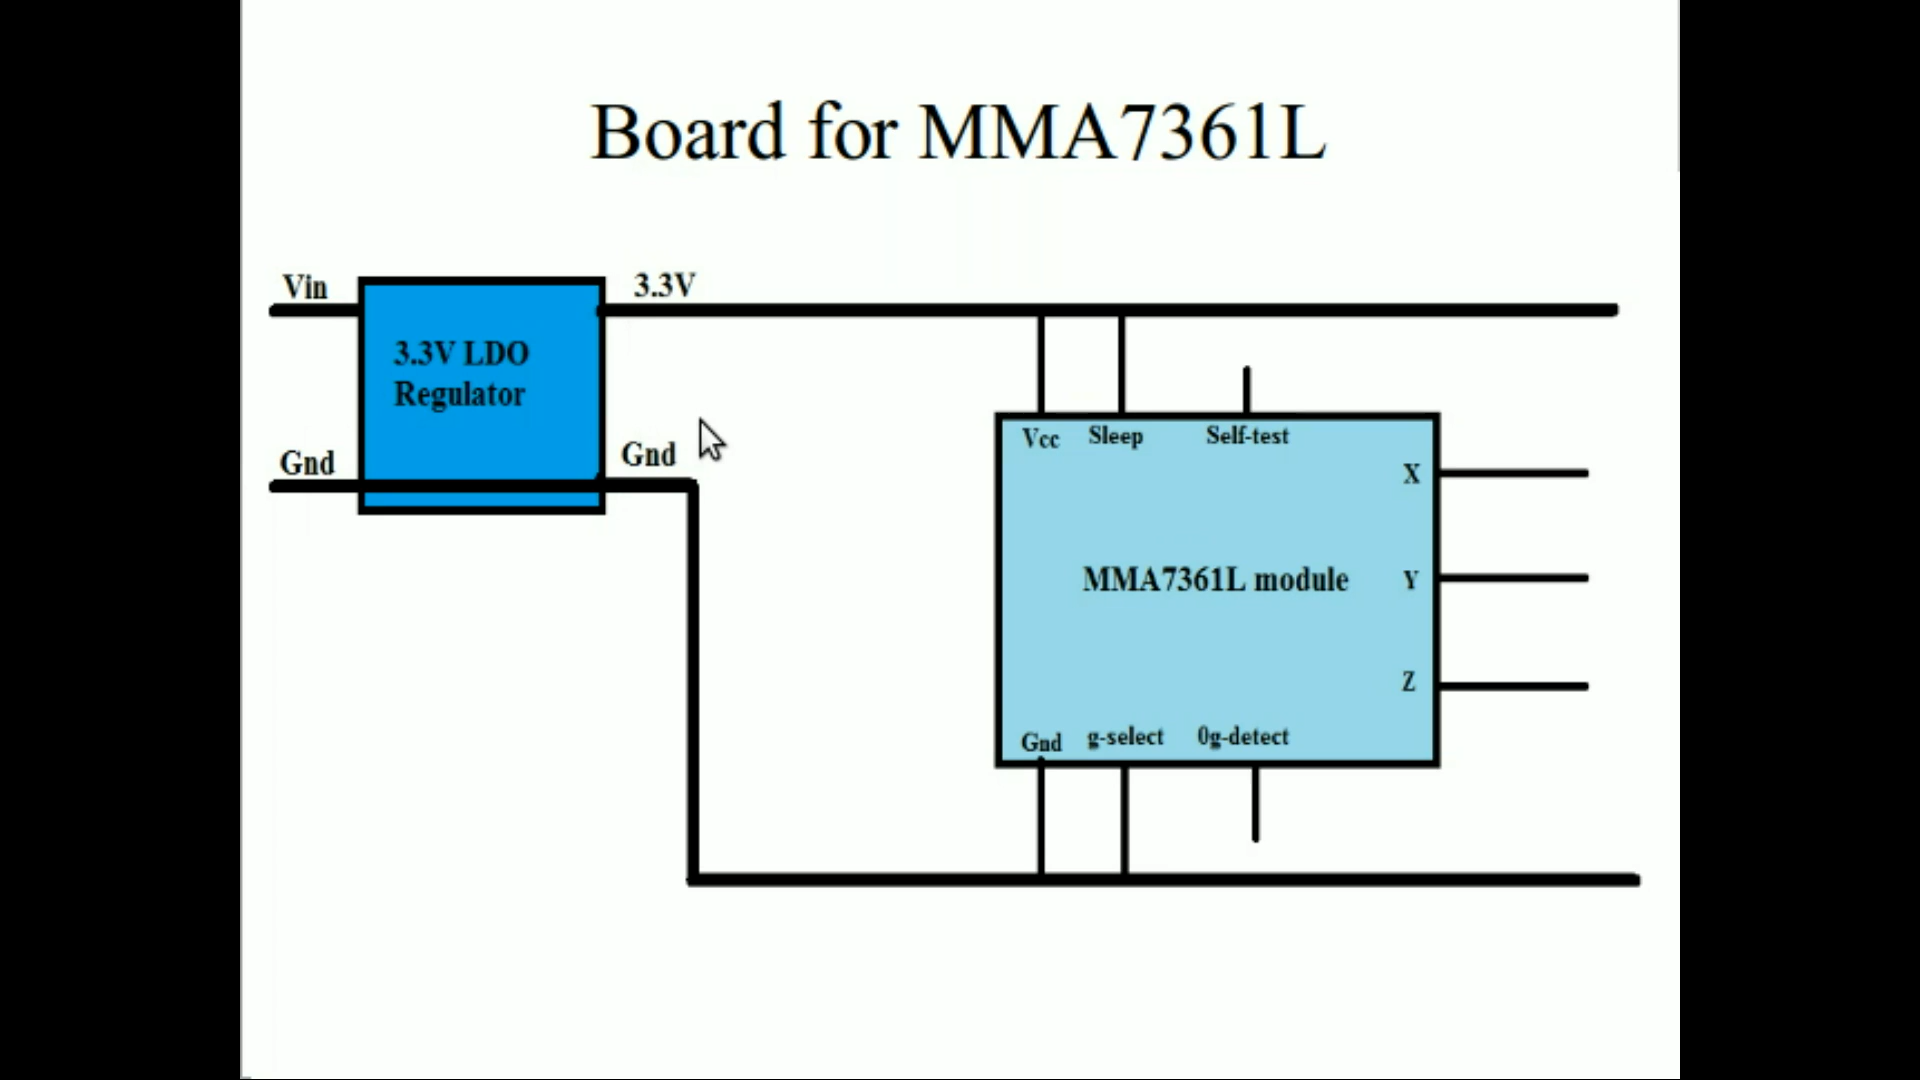 Board for MMA7361L
Vin
3.3V
3.3V LDO
Regulator
Gnd
Gnd
Vcc
Sleep
Self-test
X
MMA7361L module
Y
Z
Gnd
g-select
0g-detect